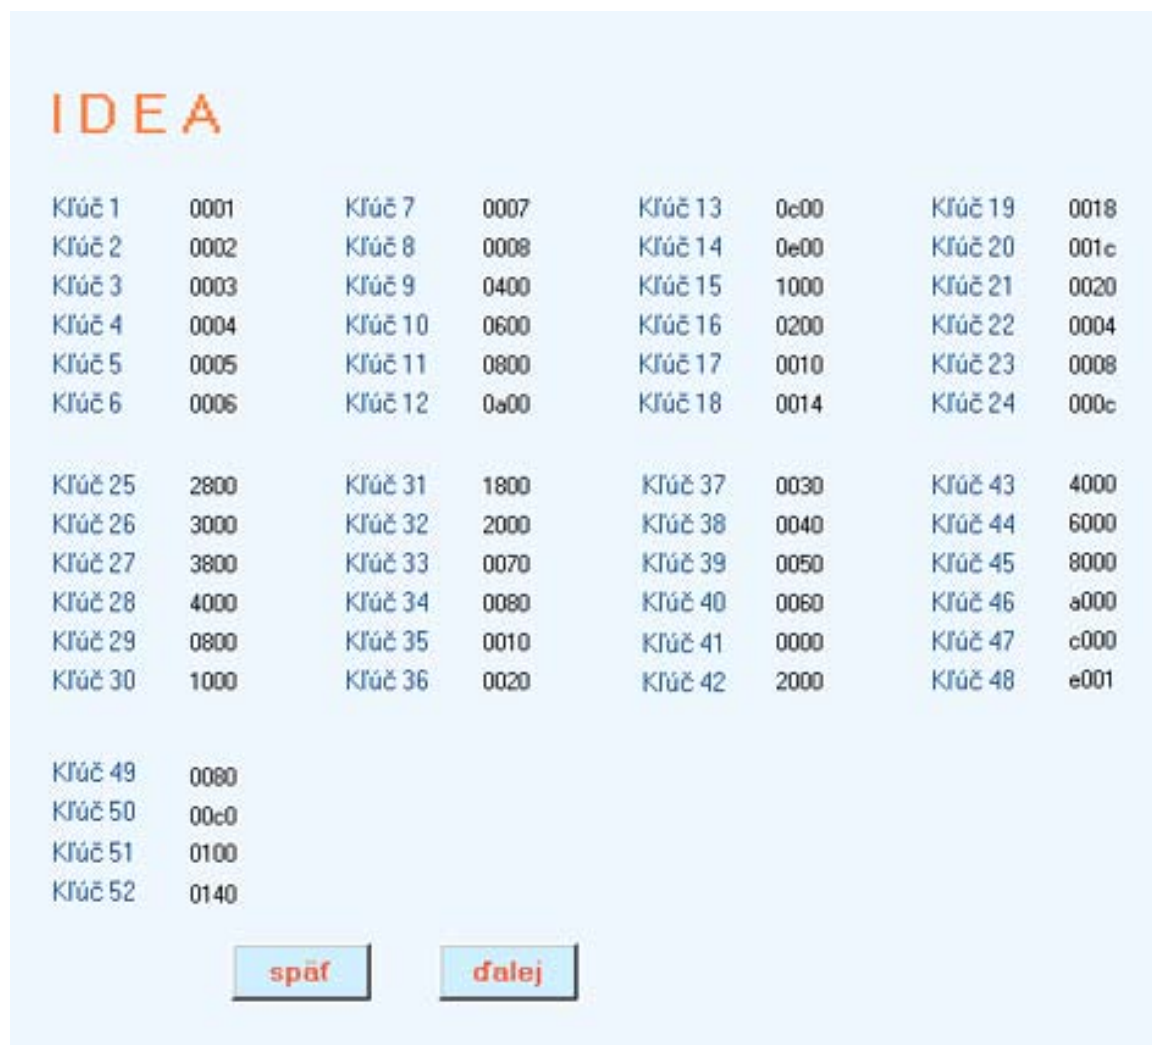 IDEA
Kľúč 1 0001 Kľúč 7 0007 Kľúč 13 0c00 Kľúč 19 0018
Kľúč 2 0002 Kľúč 8 0008 Kľúč 14 0e00 Kľúč 20 001c
Kľúč 3 0003 Kľúč 9 0400 Kľúč 15 1000 Kľúč 21 0020
Kľúč 4 0004 Kľúč 10 0600 Kľúč 16 0200 Kľúč 22 0004
Kľúč 5 0005 Kľúč 11 0800 Kľúč 17 0010 Kľúč 23 0008
Kľúč 6 0006 Kľúč 12 0a00 Kľúč 18 0014 Kľúč 24 000c
Kľúč 25 2800 Kľúč 31 1800 Kľúč 37 0030 Kľúč 43 4000
Kľúč 26 3000 Kľúč 32 2000 Kľúč 38 0040 Kľúč 44 6000
Kľúč 27 3800 Kľúč 33 0070 Kľúč 39 0050 Kľúč 45 8000
Kľúč 28 4000 Kľúč 34 0080 Kľúč 40 0060 Kľúč 46 a000
Kľúč 29 0800 Kľúč 35 0010 Kľúč 41 0000 Kľúč 47 c000
Kľúč 30 1000 Kľúč 36 0020 Kľúč 42 2000 Kľúč 48 e001
Kľúč 49 0080
Kľúč 50 00c0
Kľúč 51 0100
Kľúč 52 0140
späť ďalej